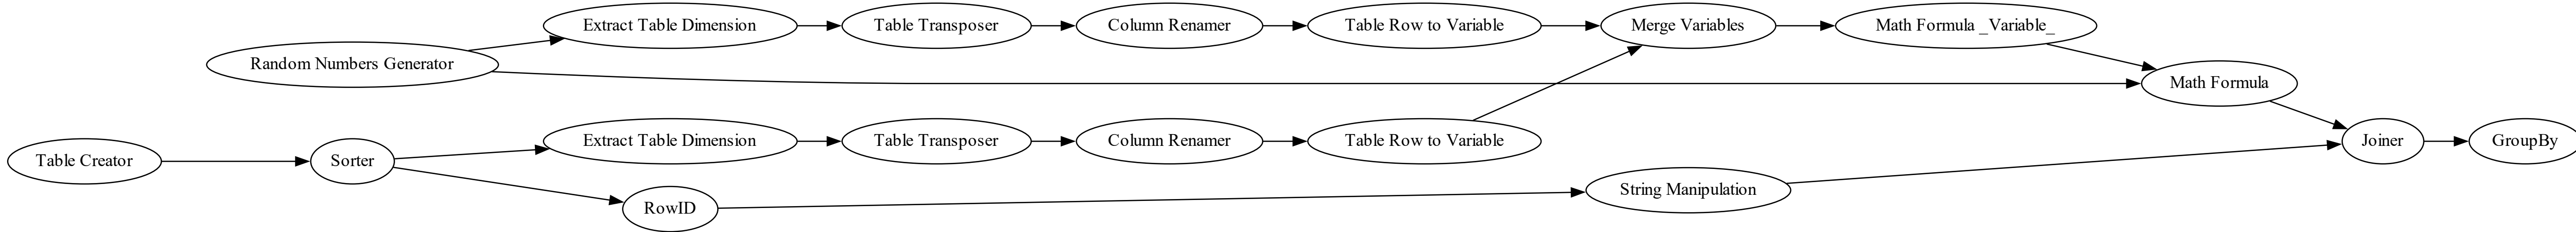 Extract Table Dimension
Table Transposer
Column Renamer
Table Row to Variable
Merge Variables
Math Formula _Variable_
Random Numbers Generator
Math Formula
Extract Table Dimension
Table Transposer
Column Renamer
Table Row to Variable
Joiner
GroupBy
Table Creator
Sorter
String Manipulation
RowID